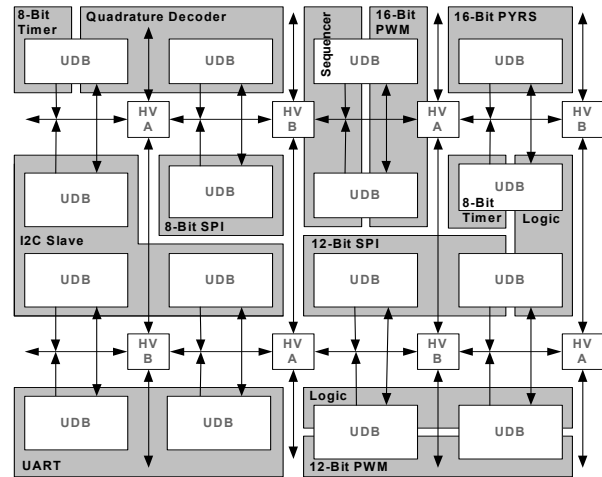 8-Bit
Timer
Quadrature Decoder
Sequencer
16-Bit
PWM
16-Bit PYRS
UDB
UDB
UDB
UDB
HV
A
HV
B
HV
A
HV
B
UDB
UDB
UDB
UDB
8-Bit SPI
8-Bit
Timer
Logic
I2C Slave
12-Bit SPI
UDB
UDB
UDB
UDB
HV
B
HV
A
HV
B
HV
A
Logic
UDB
UDB
UDB
UDB
UART
12-Bit PWM